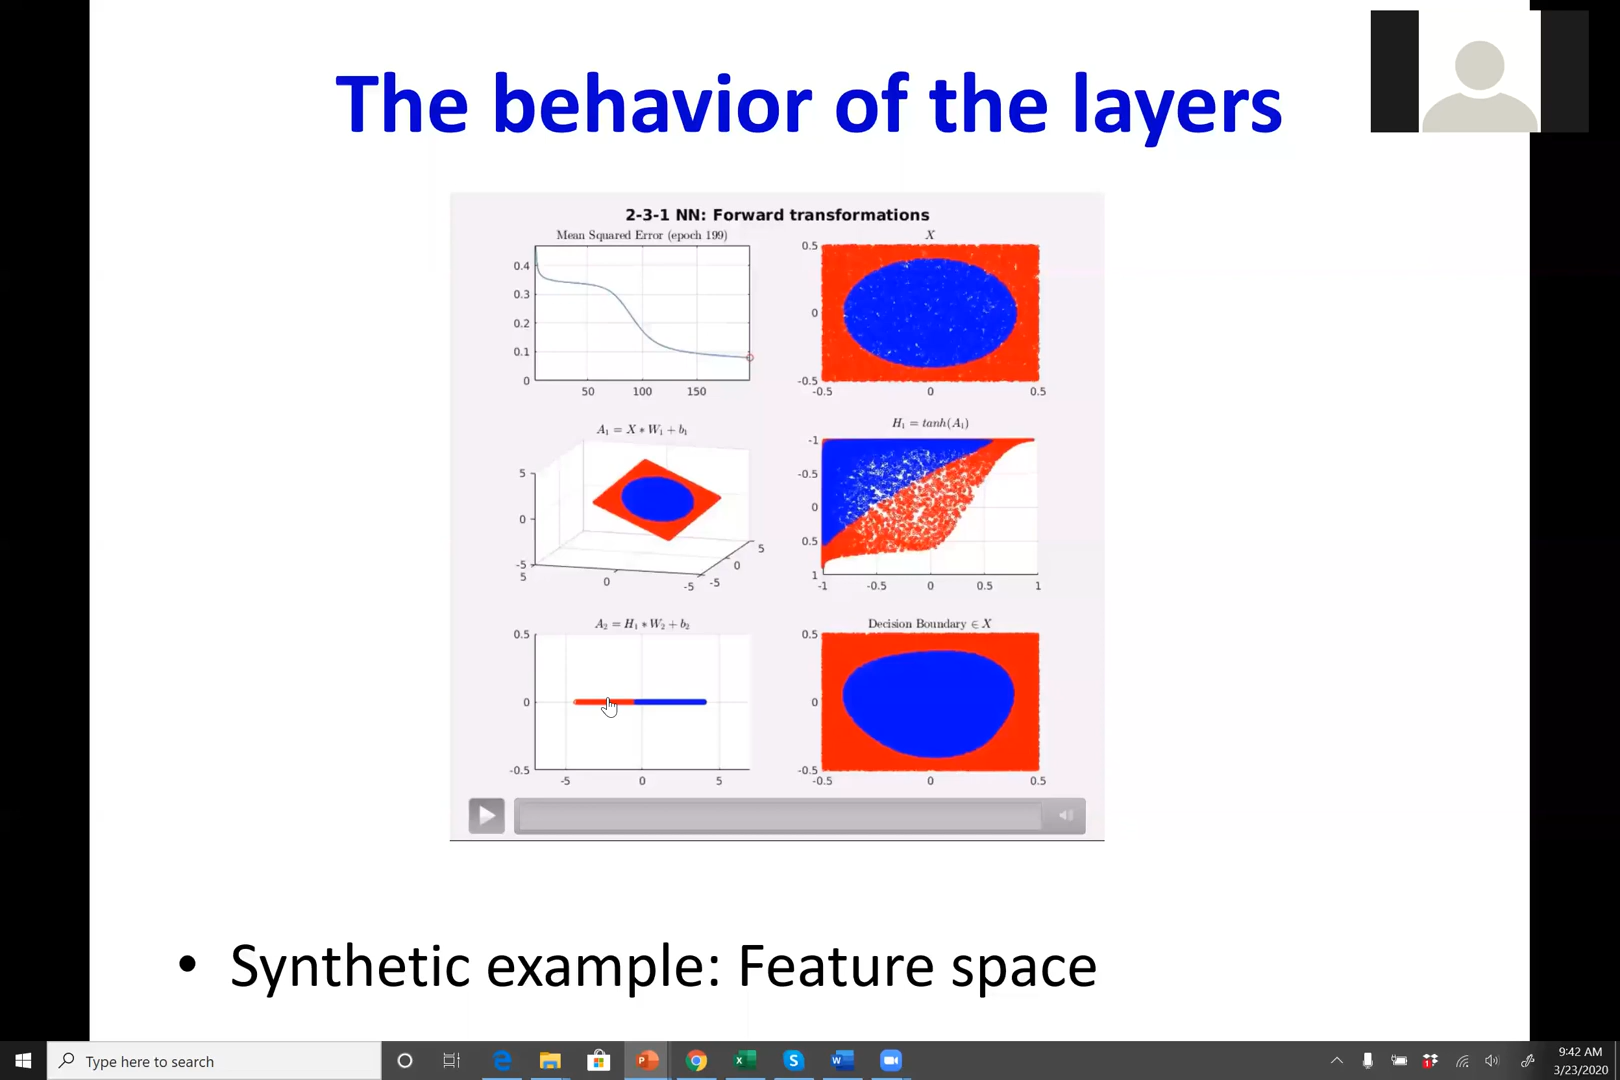 The behavior of the layers
2-3-1 NN: Forward transformations
Mean Squared Error (epoch 199)
0.4
0.3
0.2
0.1
0
50 100 150
X
0.5
0
-0.5
-0.5 0 0.5
A₁ = X * W₁ + b₁
5
0
-5
5 0 -5
-5 0 5
H₁ = tanh(A₁)
-1
-0.5
0
0.5
1
-1 -0.5 0 0.5 1
A₂ = H₁ * W₂ + b₂
0.5
0
-0.5
-5 0 5
Decision Boundary ∈ X
0.5
0
-0.5
-0.5 0 0.5
• Synthetic example: Feature space
Type here to search
9:42 AM
3/23/2020